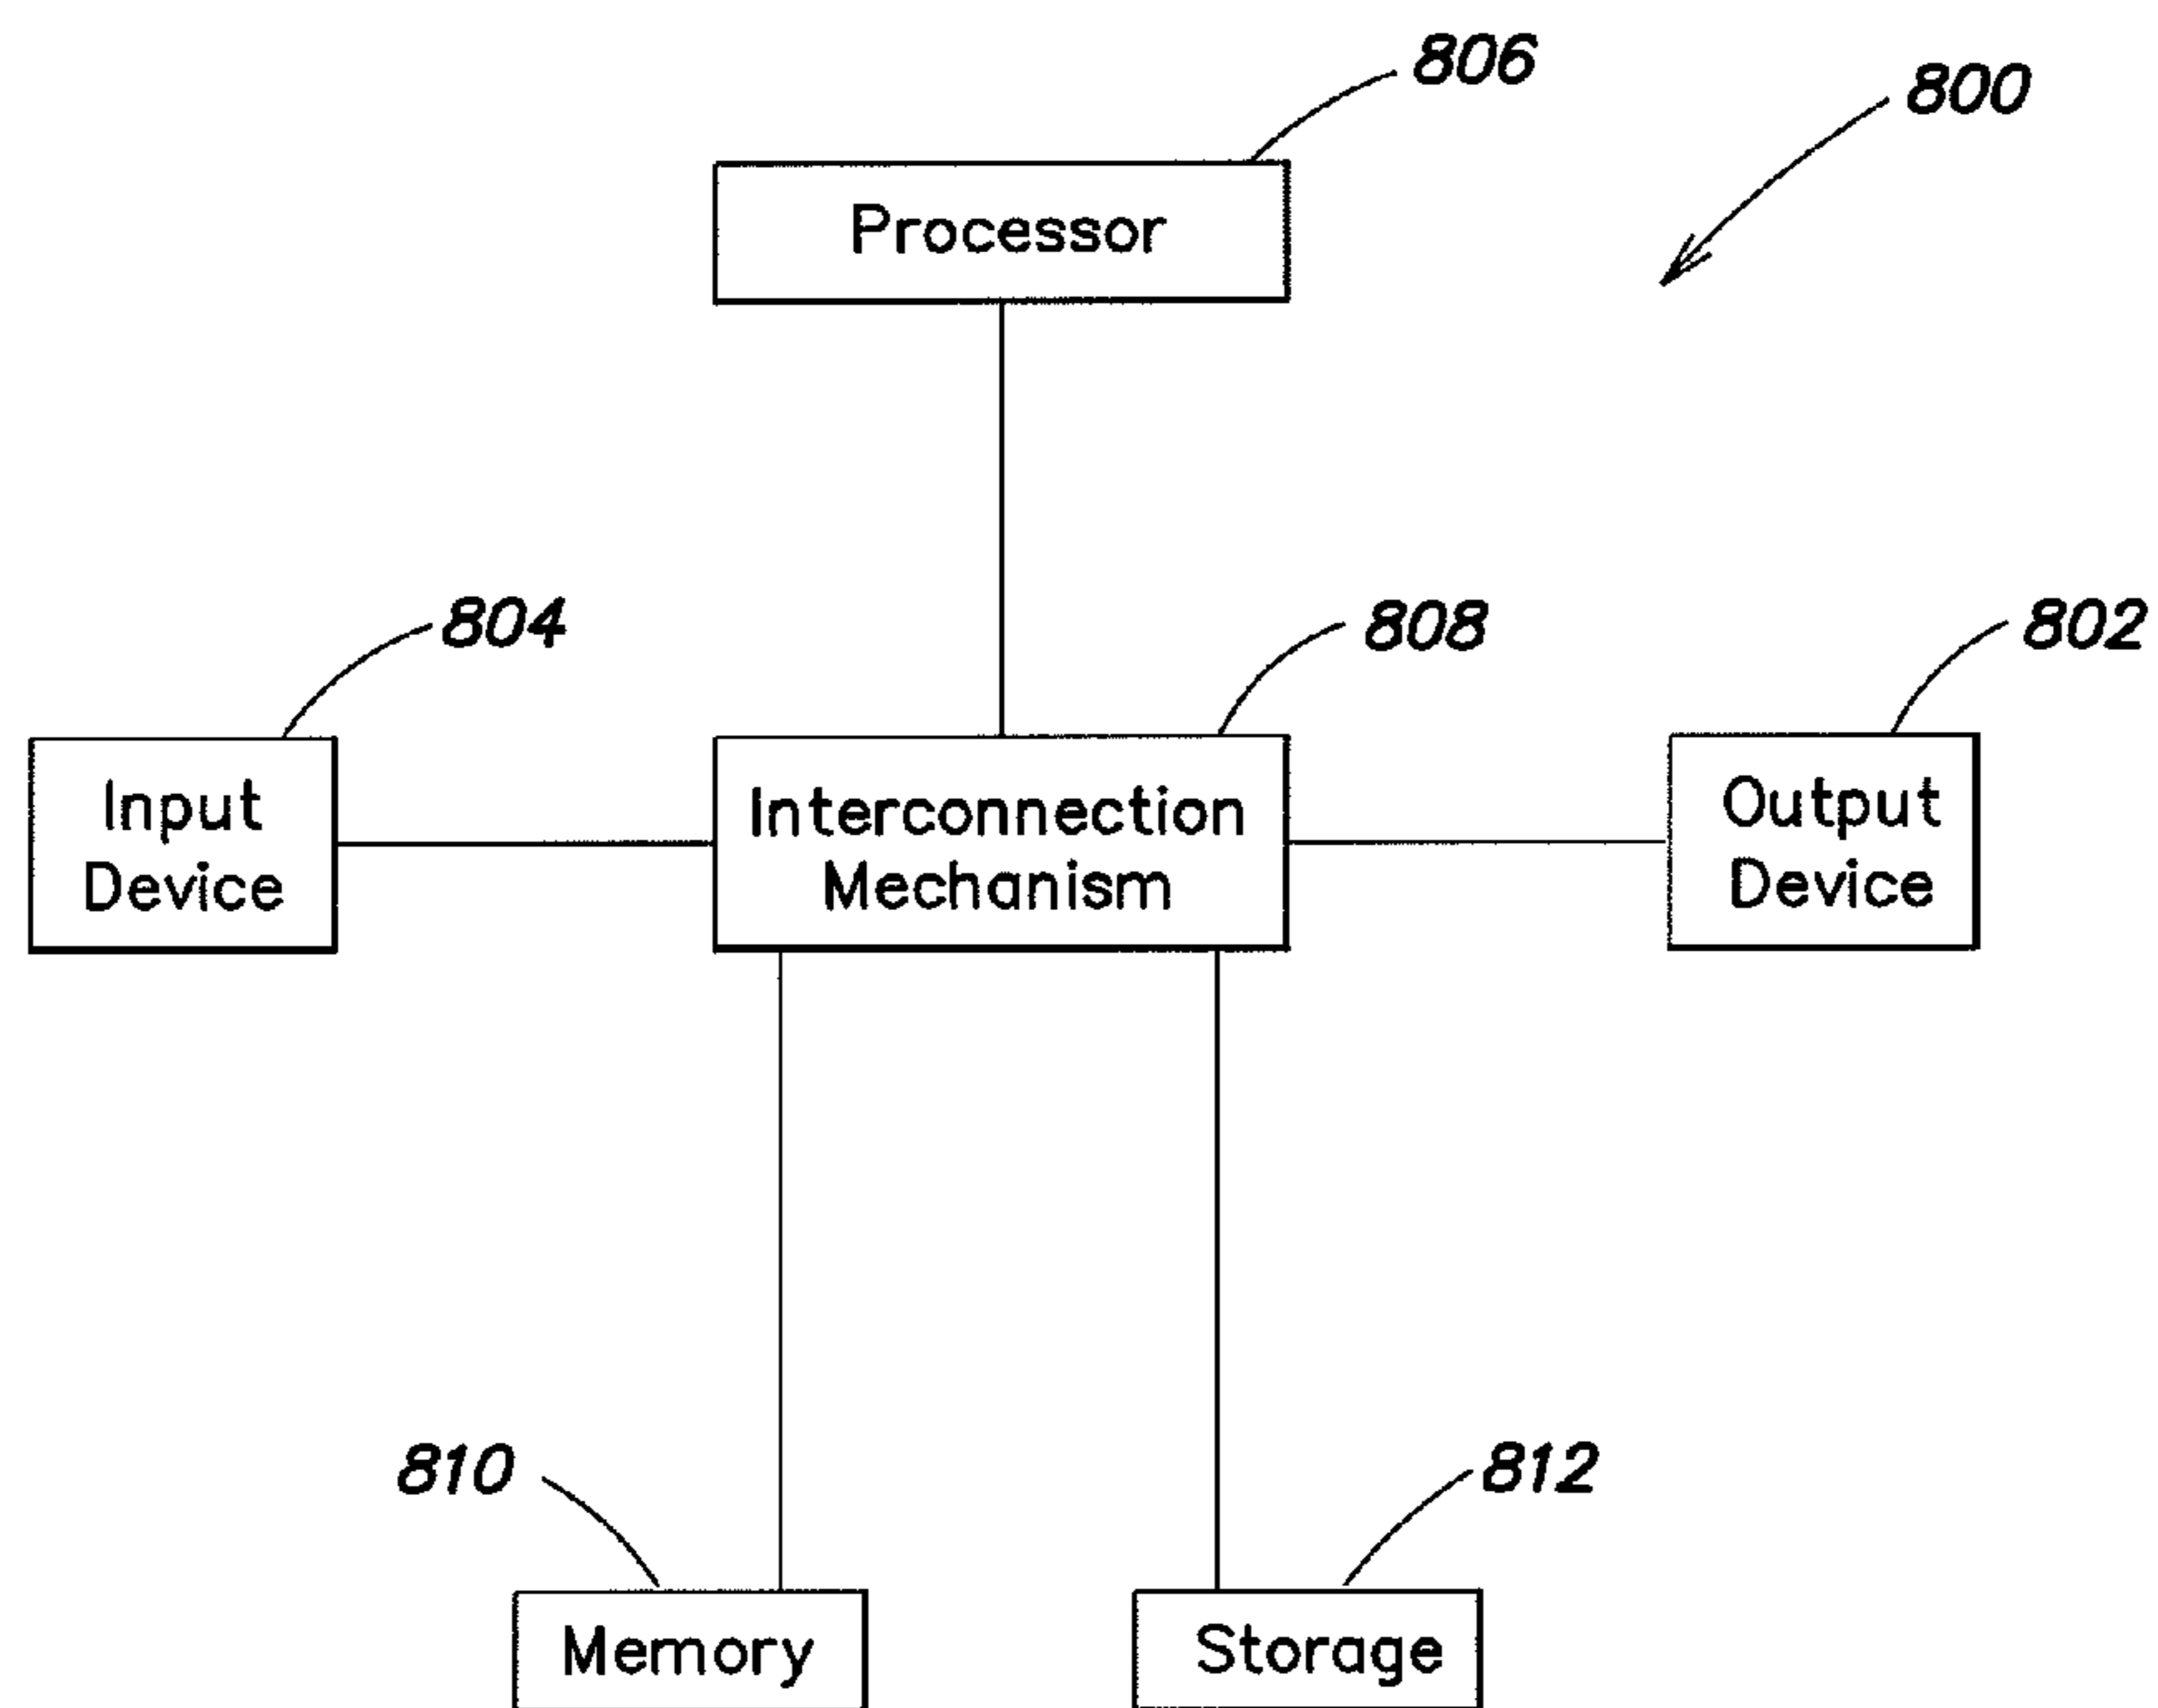 806
800
Processor
804
808
802
Input
Device
Interconnection
Mechanism
Output
Device
810
812
Memory
Storage